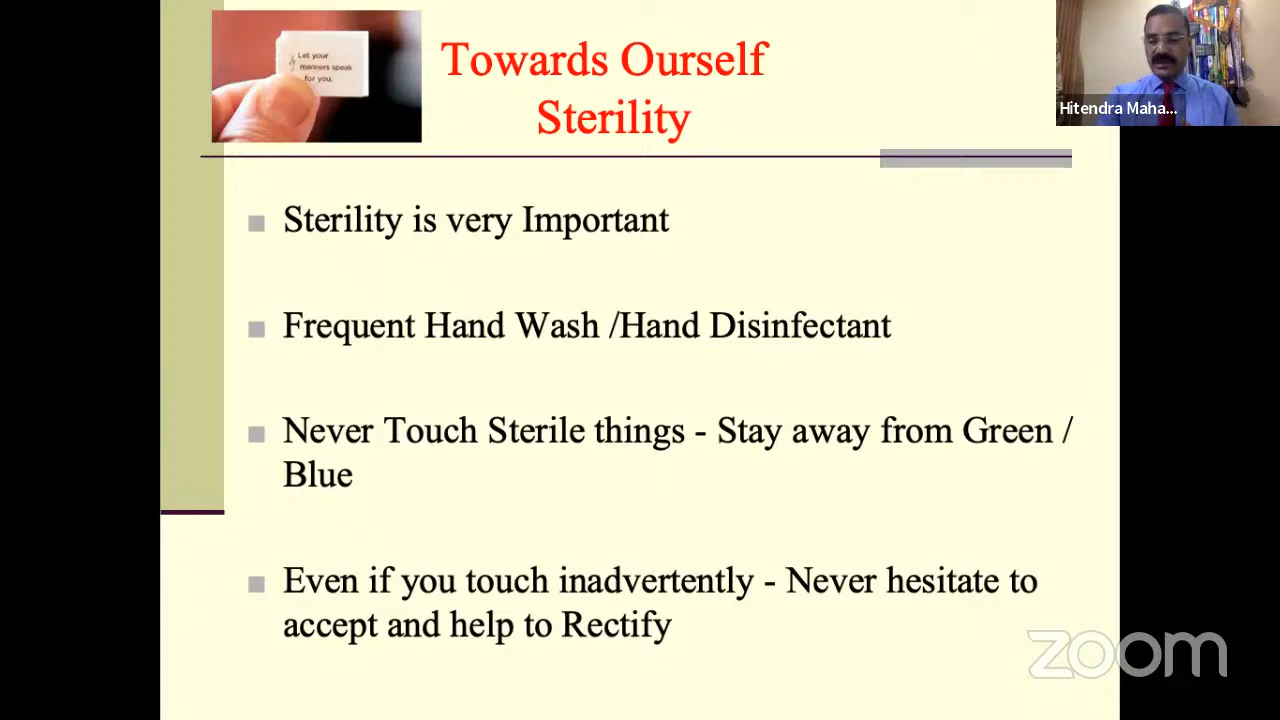 Let your
manners speak
for you.
Towards Ourself
Sterility
Hitendra Maha...
Sterility is very Important
Frequent Hand Wash /Hand Disinfectant
Never Touch Sterile things - Stay away from Green /
Blue
Even if you touch inadvertently - Never hesitate to
accept and help to Rectify
zoom